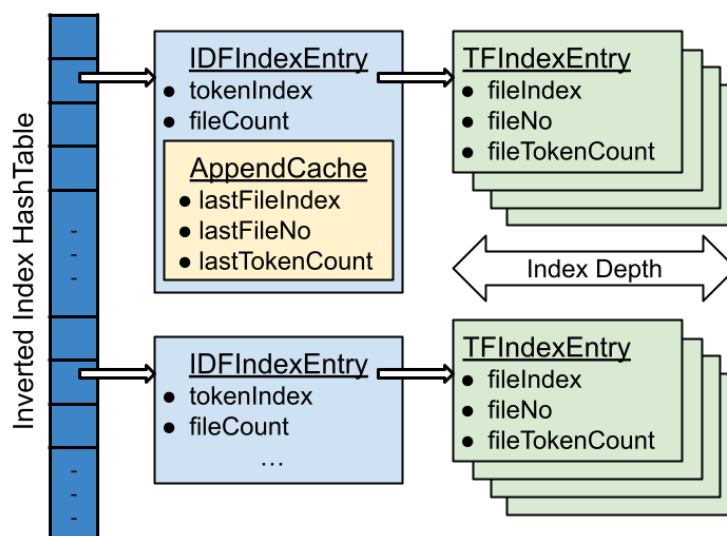 Inverted Index HashTable
IDFIndexEntry
● tokenIndex
● fileCount
AppendCache
● lastFileIndex
● lastFileNo
● lastTokenCount
TFIndexEntry
● fileIndex
● fileNo
● fileTokenCount
Index Depth
IDFIndexEntry
● tokenIndex
● fileCount
...
TFIndexEntry
● fileIndex
● fileNo
● fileTokenCount